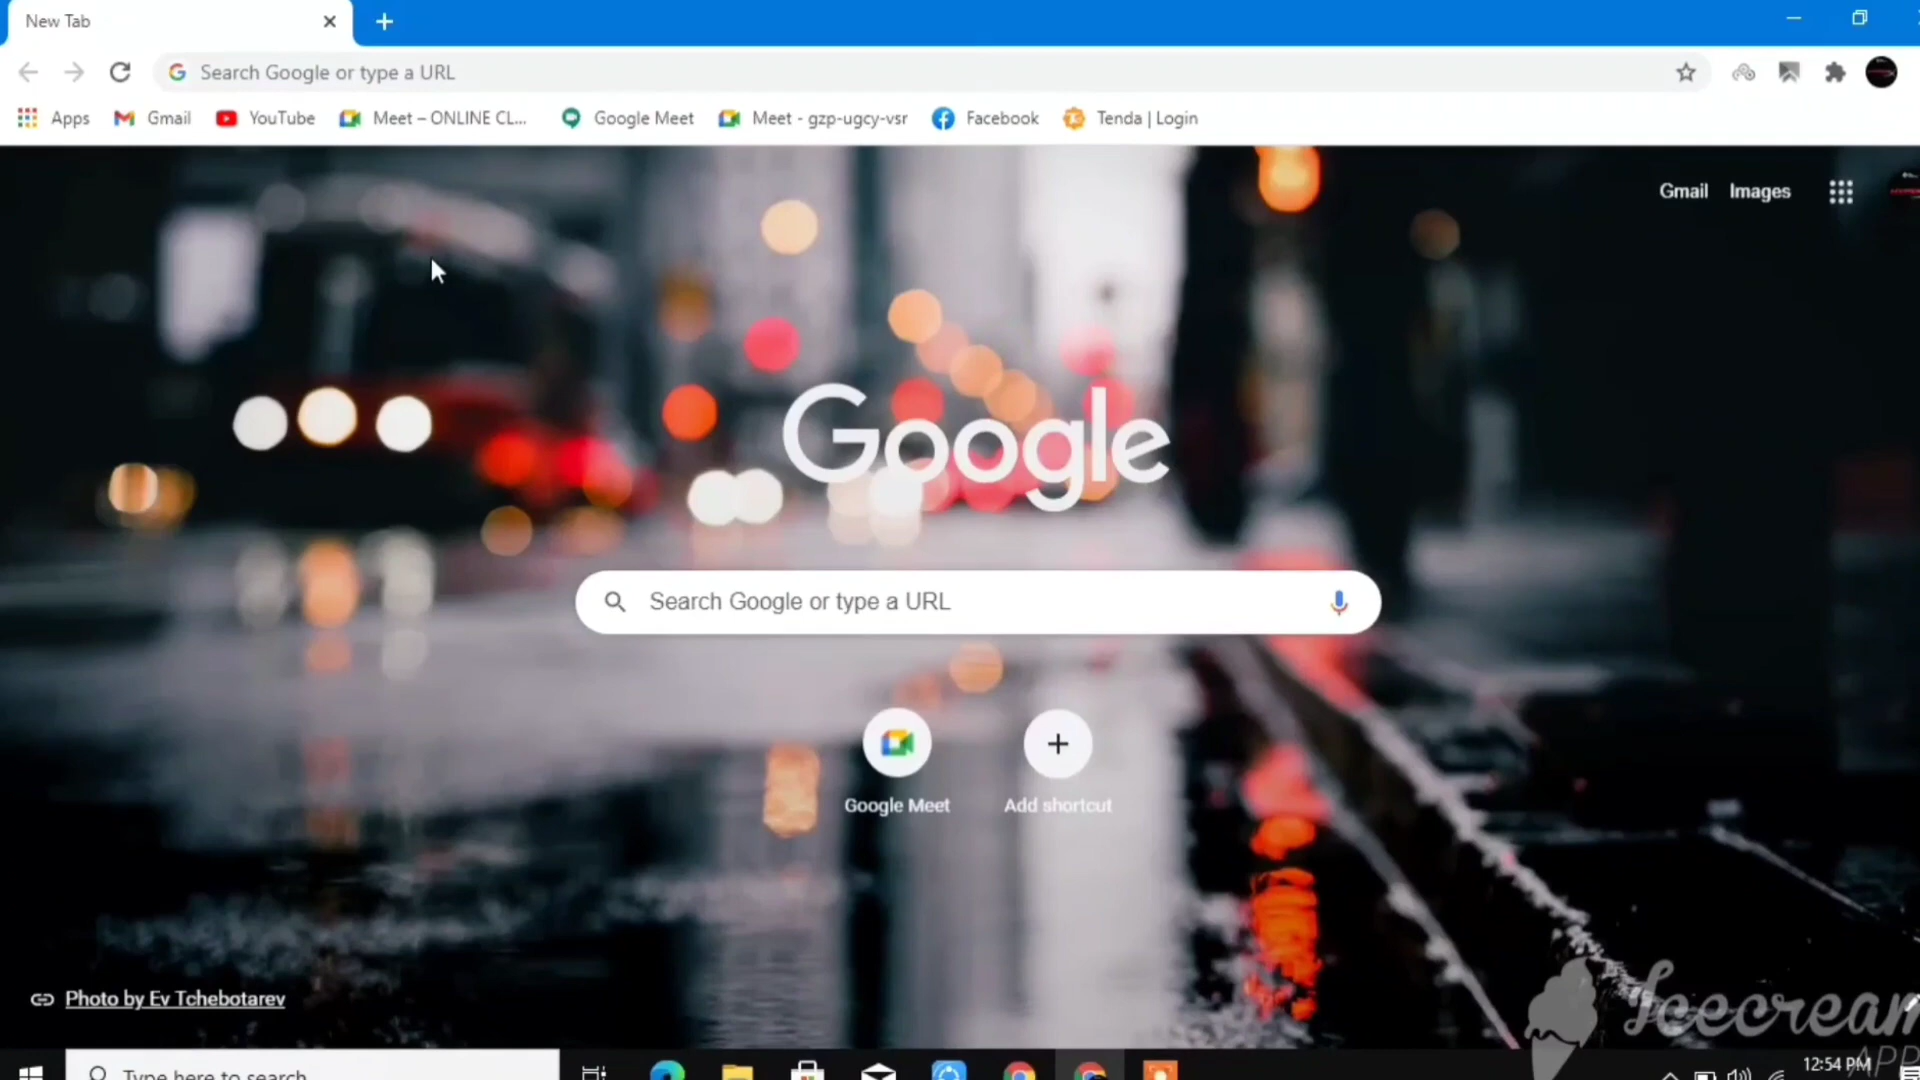 New Tab
Search Google or type a URL
Apps
Gmail
YouTube
Meet – ONLINE CL...
Google Meet
Meet - gzp-ugcy-vsr
Facebook
Tenda | Login
Gmail
Images
Google
Search Google or type a URL
Google Meet
Add shortcut
Photo by Ev Tchebotarev
Icecream
APPS
Type here to search
12:54 PM